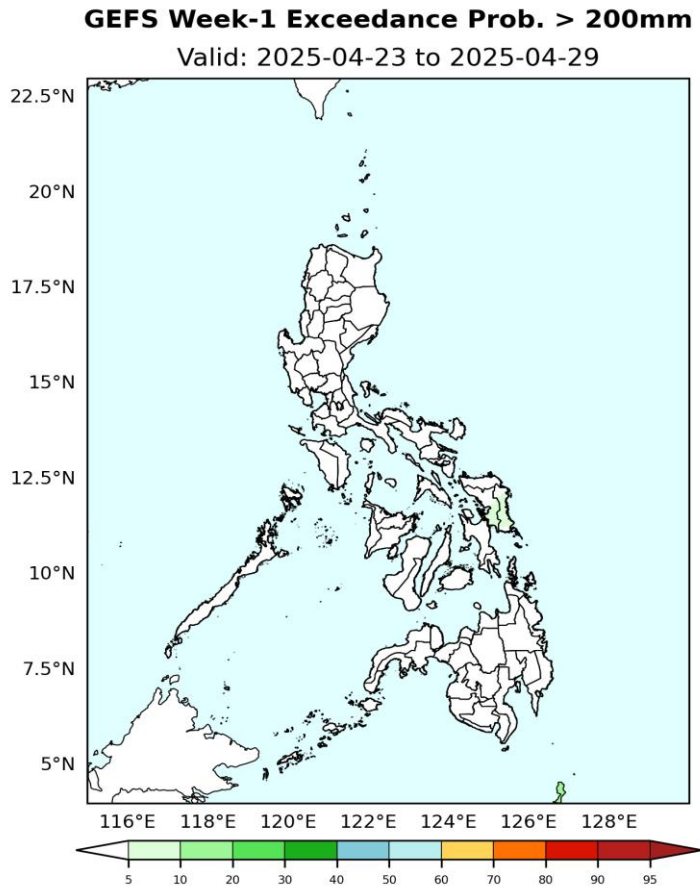 GEFS Week-1 Exceedance Prob. > 200mm
Valid: 2025-04-23 to 2025-04-29
22.5°N
20°N
17.5°N
15°N
12.5°N
10°N
7.5°N
5°N
116°E 118°E 120°E 122°E 124°E 126°E 128°E
5 10 20 30 40 50 60 70 80 90 95